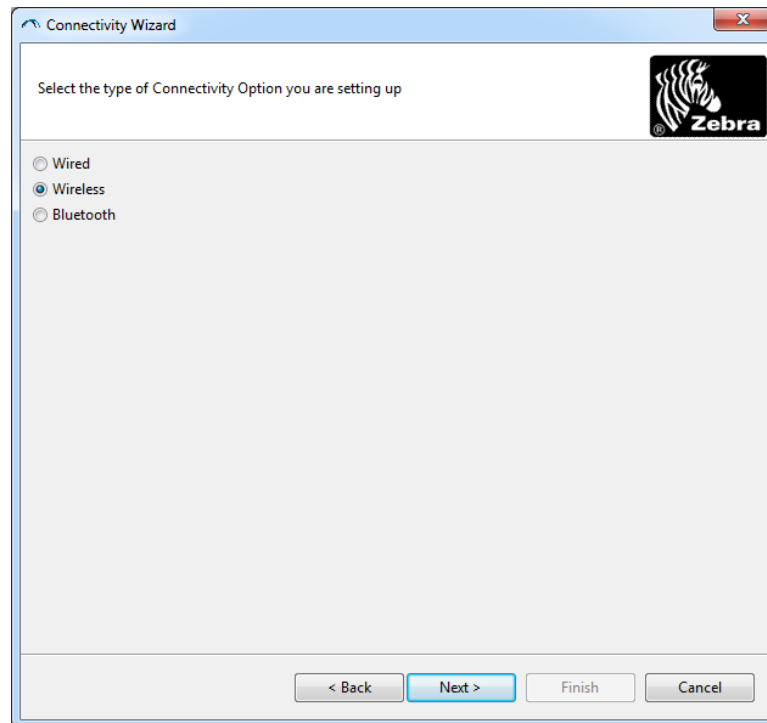 Connectivity Wizard
Select the type of Connectivity Option you are setting up
® Zebra
Wired
Wireless
Bluetooth
< Back Next > Finish Cancel